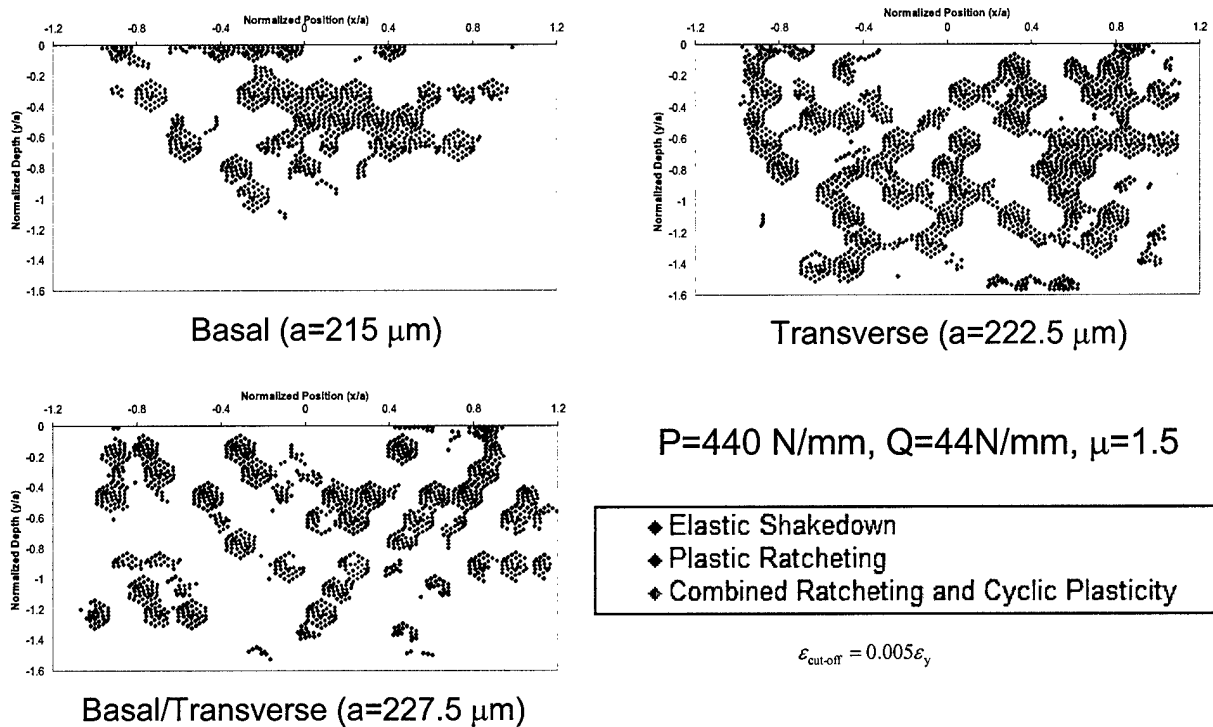 Normalized Position (x/a)
-1.2 -0.8 -0.4 0 0.4 0.8 1.2
Normalized Depth (y/a)
0
-0.2
-0.4
-0.6
-0.8
-1
-1.2
-1.4
-1.6
Basal (a=215 μm)
Normalized Position (x/a)
-1.2 -0.8 -0.4 0 0.4 0.8 1.2
Normalized Depth (y/a)
0
-0.2
-0.4
-0.6
-0.8
-1
-1.2
-1.4
-1.6
Transverse (a=222.5 μm)
Normalized Position (x/a)
-1.2 -0.8 -0.4 0 0.4 0.8 1.2
Normalized Depth (y/a)
0
-0.2
-0.4
-0.6
-0.8
-1
-1.2
-1.4
-1.6
Basal/Transverse (a=227.5 μm)
P=440 N/mm, Q=44N/mm, μ=1.5
Elastic Shakedown
Plastic Ratcheting
Combined Ratcheting and Cyclic Plasticity
εcut-off = 0.005εy